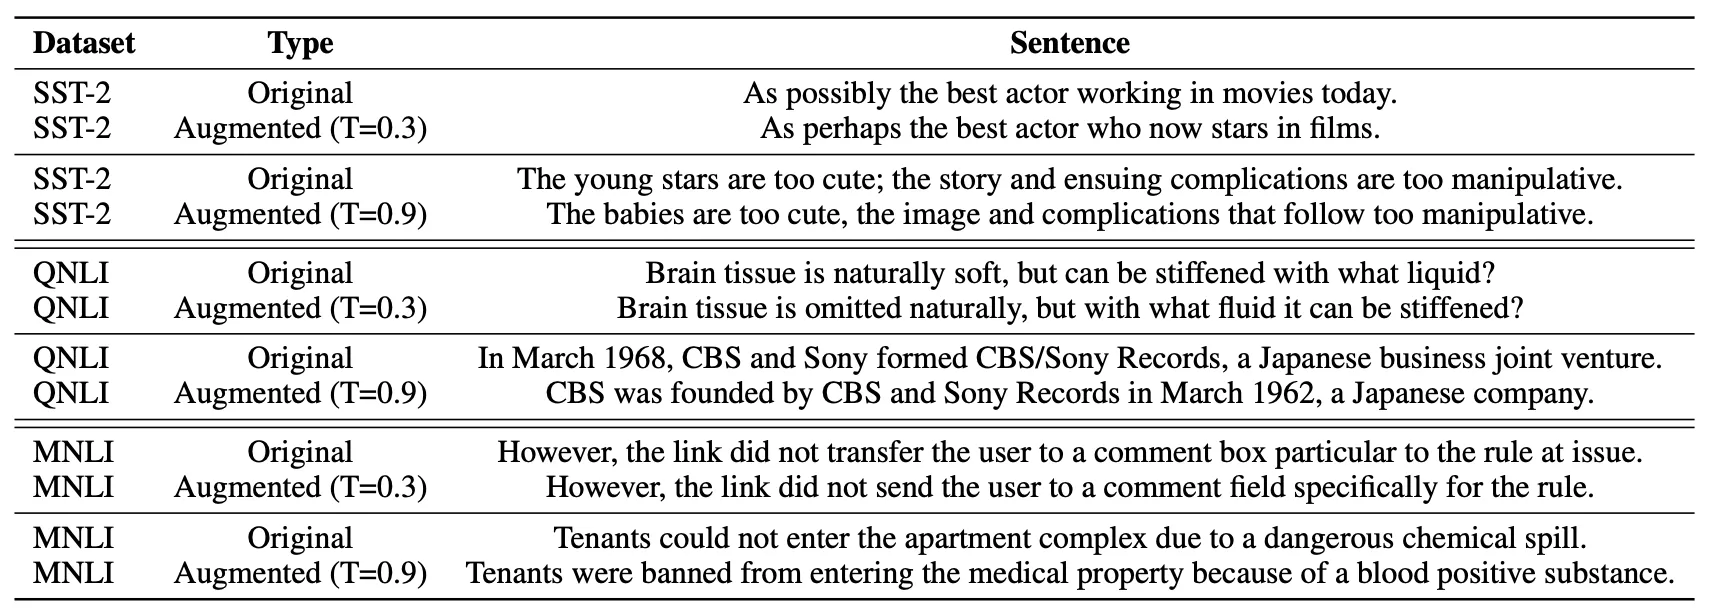 Dataset Type Sentence
SST-2 Original As possibly the best actor working in movies today.
SST-2 Augmented (T=0.3) As perhaps the best actor who now stars in films.
SST-2 Original The young stars are too cute; the story and ensuing complications are too manipulative.
SST-2 Augmented (T=0.9) The babies are too cute, the image and complications that follow too manipulative.
QNLI Original Brain tissue is naturally soft, but can be stiffened with what liquid?
QNLI Augmented (T=0.3) Brain tissue is omitted naturally, but with what fluid it can be stiffened?
QNLI Original In March 1968, CBS and Sony formed CBS/Sony Records, a Japanese business joint venture.
QNLI Augmented (T=0.9) CBS was founded by CBS and Sony Records in March 1962, a Japanese company.
MNLI Original However, the link did not transfer the user to a comment box particular to the rule at issue.
MNLI Augmented (T=0.3) However, the link did not send the user to a comment field specifically for the rule.
MNLI Original Tenants could not enter the apartment complex due to a dangerous chemical spill.
MNLI Augmented (T=0.9) Tenants were banned from entering the medical property because of a blood positive substance.